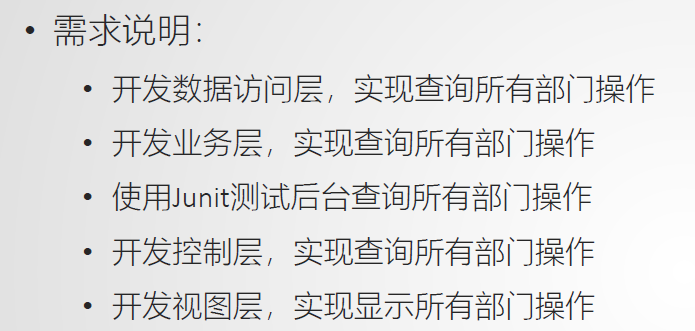 • 需求说明：
• 开发数据访问层，实现查询所有部门操作
• 开发业务层，实现查询所有部门操作
• 使用Junit测试后台查询所有部门操作
• 开发控制层，实现查询所有部门操作
• 开发视图层，实现显示所有部门操作